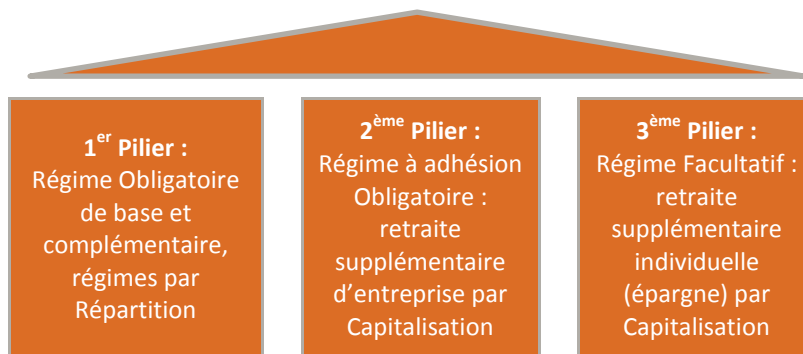 1er Pilier :
Régime Obligatoire
de base et
complémentaire,
régimes par
Répartition
2ème Pilier :
Régime à adhésion
Obligatoire :
retraite
supplémentaire
d’entreprise par
Capitalisation
3ème Pilier :
Régime Facultatif :
retraite
supplémentaire
individuelle
(épargne) par
Capitalisation